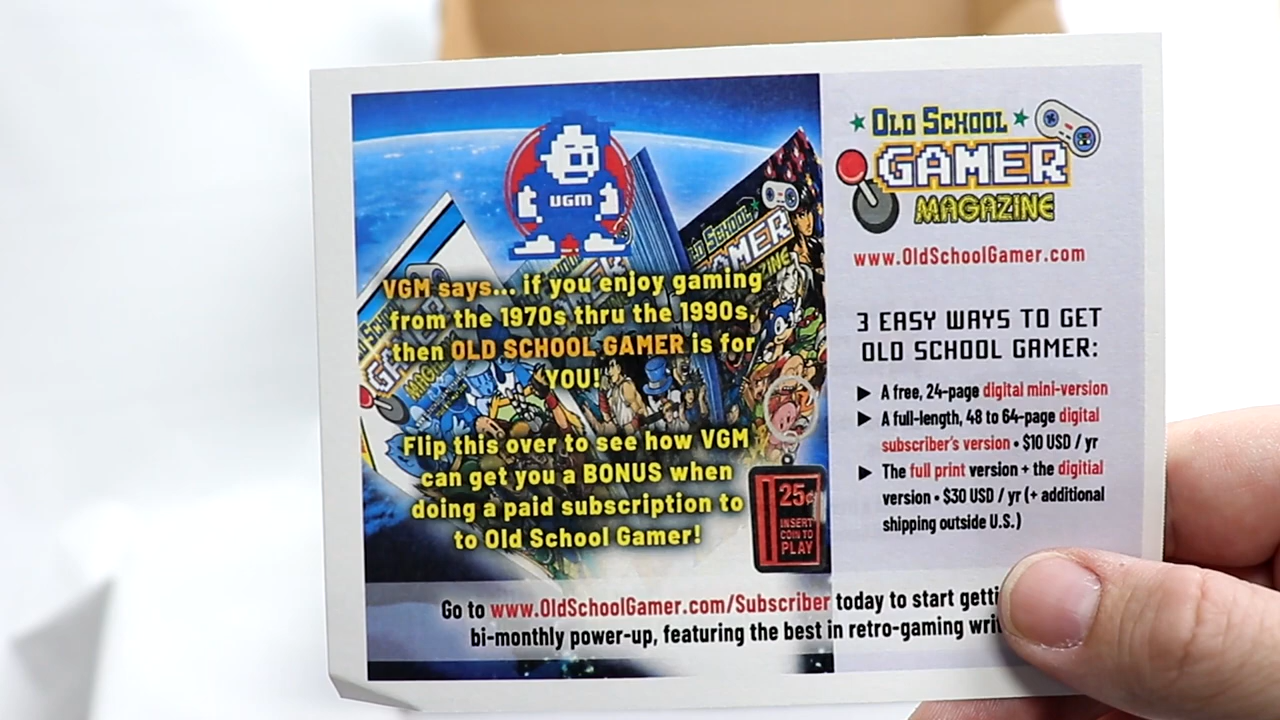 VGM
VGM says... if you enjoy gaming
from the 1970s thru the 1990s,
then OLD SCHOOL GAMER is for
YOU!
Flip this over to see how VGM
can get you a BONUS when
doing a paid subscription to
to Old School Gamer!
25¢
INSERT
COIN TO
PLAY
OLD SCHOOL
GAMER
MAGAZINE
www.OldSchoolGamer.com
3 EASY WAYS TO GET
OLD SCHOOL GAMER:
▶ A free, 24-page digital mini-version
▶ A full-length, 48 to 64-page digital
subscriber's version • $10 USD / yr
▶ The full print version + the digitial
version • $30 USD / yr (+ additional
shipping outside U.S.)
Go to www.OldSchoolGamer.com/Subscriber today to start
bi-monthly power-up, featuring the best in retro-gaming